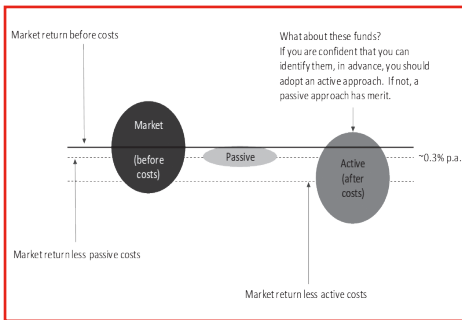 Market return before costs
What about these funds?
If you are confident that you can
identify them, in advance, you should
adopt an active approach. If not, a
passive approach has merit.
Market
(before
costs)
Passive
Active
(after
costs)
~0.3% p.a.
Market return less passive costs
Market return less active costs